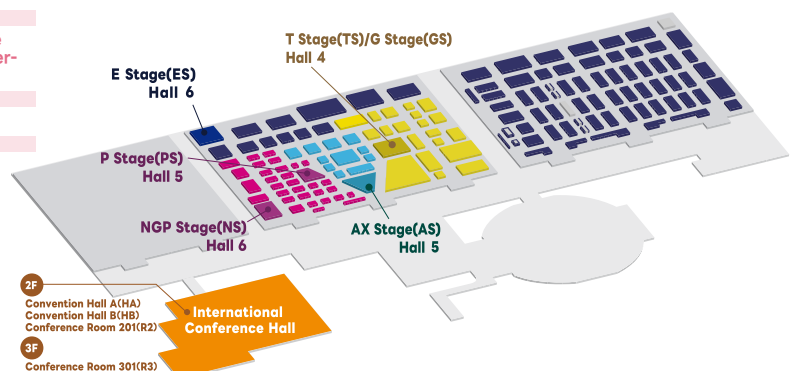 er-
T Stage(TS)/G Stage(GS)
Hall 4
E Stage(ES)
Hall 6
P Stage(PS)
Hall 5
NGP Stage(NS)
Hall 6
AX Stage(AS)
Hall 5
2F
Convention Hall A(HA)
Convention Hall B(HB)
Conference Room 201(R2)
International
Conference Hall
3F
Conference Room 301(R3)